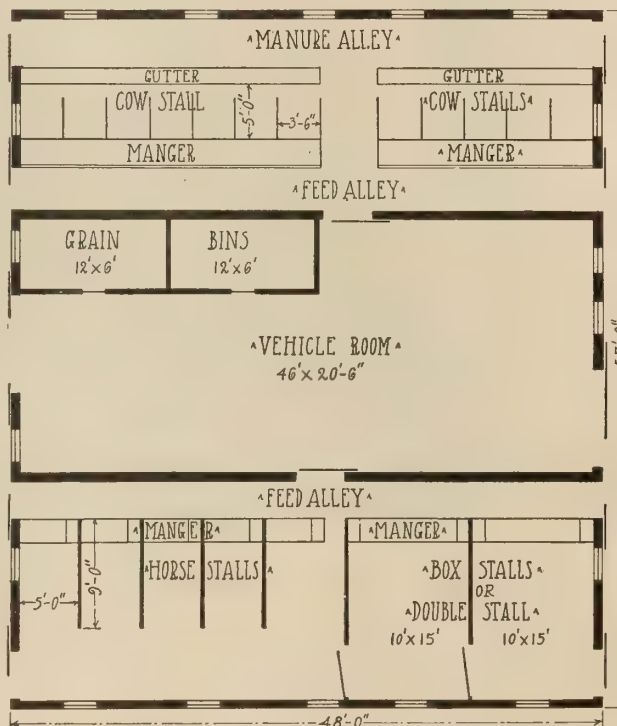 ▴MANURE ALLEY▴
GUTTER GUTTER
COW STALL 5'-0" 3'-6" ▴COW STALLS▴
MANGER ▴MANGER▴
▴FEED ALLEY▴
GRAIN BINS
12'x6' 12'x6'
▴VEHICLE ROOM▴
46'x 20'-6"
▴FEED ALLEY▴
▴MANGER▴ ▴MANGER▴
▴HORSE STALLS▴ ▴BOX STALLS▴
5'-0" 9'-0" OR
▴DOUBLE STALL▴
10'x15' 10'x15'
48'-0"